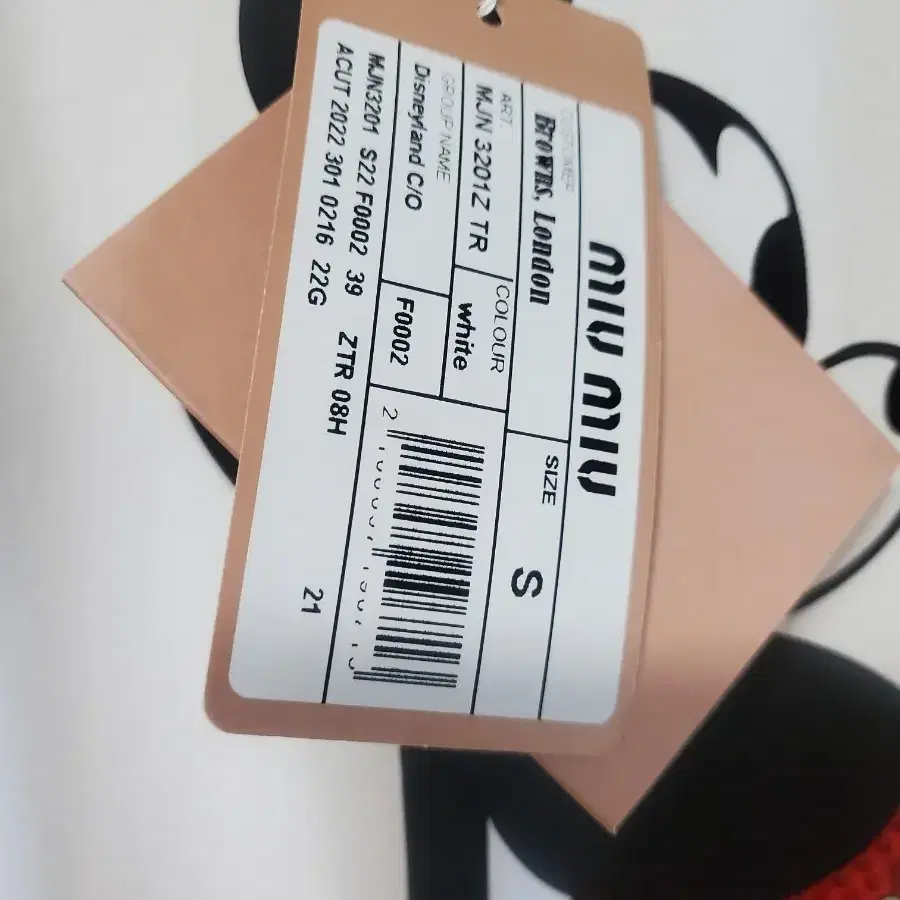 MIU MIU
CUSTOMER
Browns, London
SIZE
S
ART.
MJN 3201Z TR
COLOUR
white
GROUP NAME
Disneyland C/O
F0002
MJN3201 S22 F0002 39 ZTR 08H
ACUT 2022 301 0216 22G
21